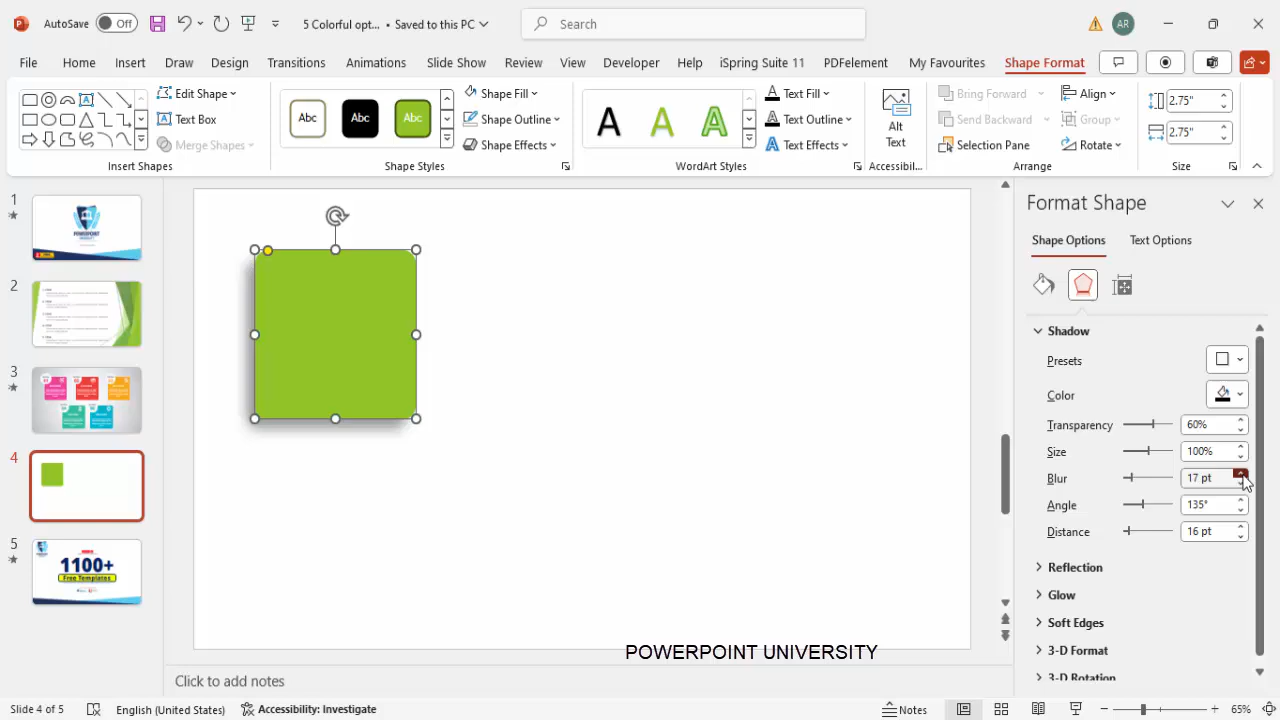 AutoSave Off 5 Colorful opt... • Saved to this PC Search AR
File Home Insert Draw Design Transitions Animations Slide Show Review View Developer Help iSpring Suite 11 PDFelement My Favourites Shape Format
Edit Shape Abc Abc Abc Shape Fill A A A Text Fill Bring Forward Align 2.75"
Text Box Shape Outline Text Outline Alt Text Send Backward Group 2.75"
Merge Shapes Shape Effects Text Effects Selection Pane Rotate
Insert Shapes Shape Styles WordArt Styles Accessibil... Arrange Size
Format Shape
Shape Options Text Options
Shadow
Presets
Color
Transparency 60%
Size 100%
Blur 17 pt
Angle 135°
Distance 16 pt
Reflection
Glow
Soft Edges
3-D Format
3-D Rotation
1
2
3
4
5
1100+
Free Templates
POWERPOINT UNIVERSITY
Click to add notes
Slide 4 of 5 English (United States) Accessibility: Investigate Notes 65%